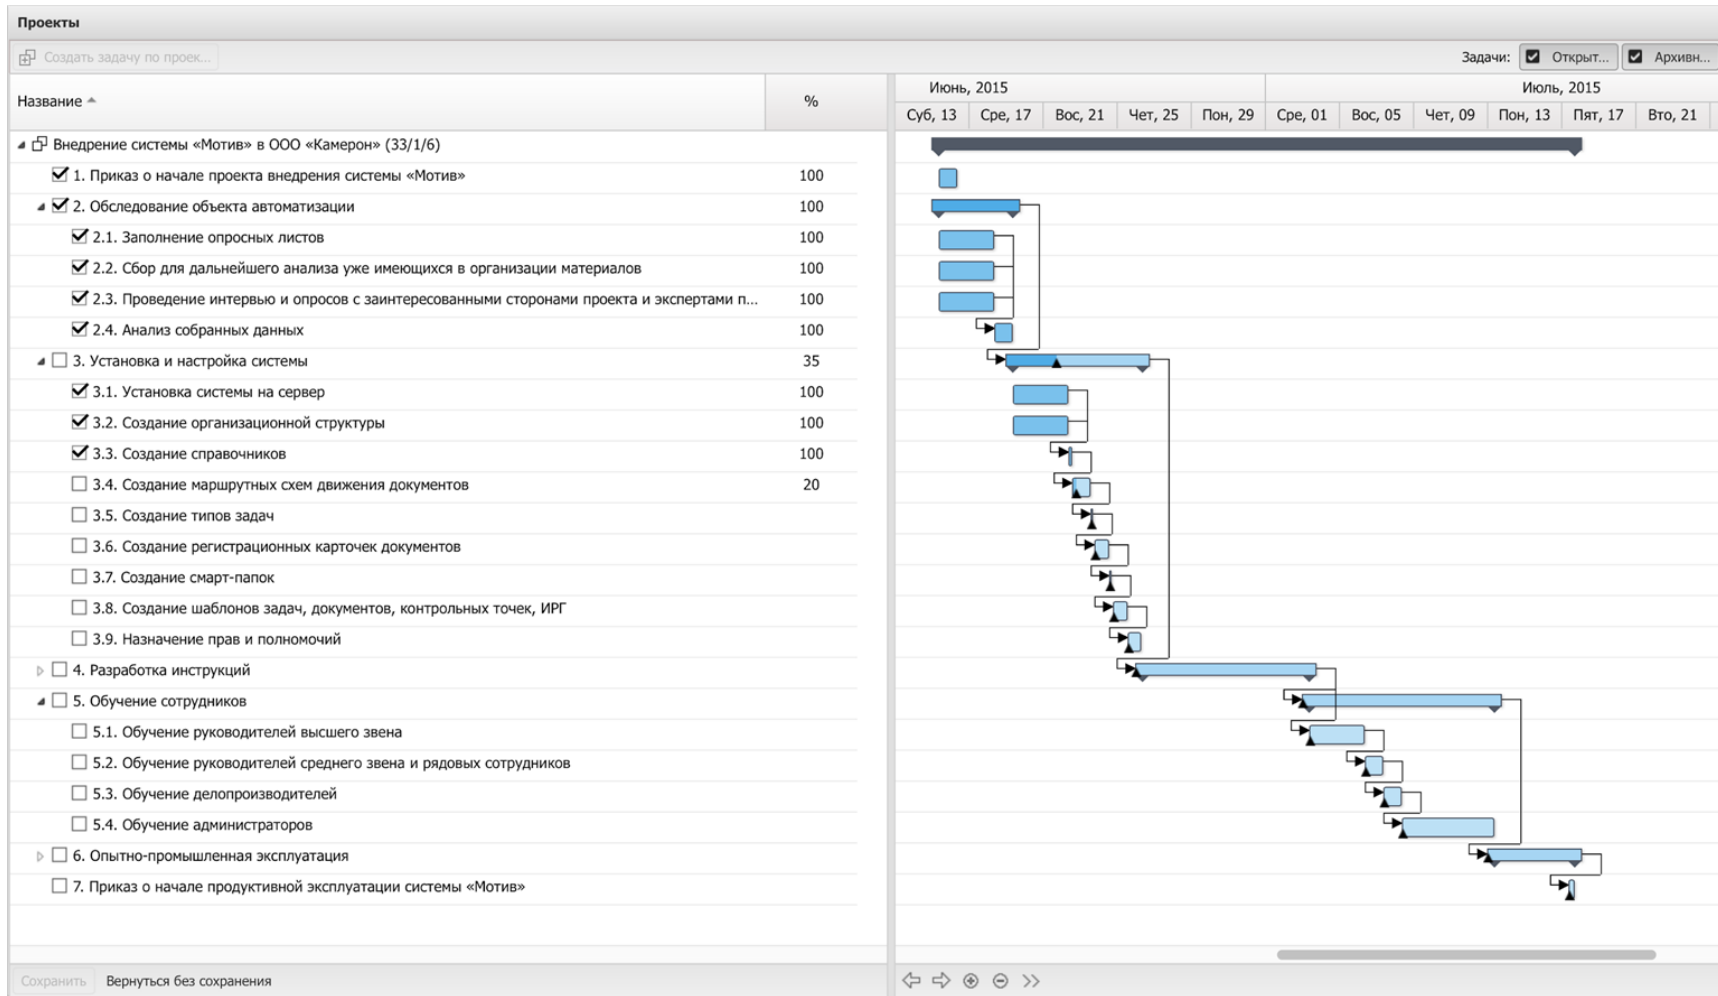 Проекты
Создать задачу по проек...
Задачи: Открыт... Архивн...
Название %
Июнь, 2015 Июль, 2015
Суб, 13 Сре, 17 Вос, 21 Чет, 25 Пон, 29 Сре, 01 Вос, 05 Чет, 09 Пон, 13 Пят, 17 Вто, 21
Внедрение системы «Мотив» в ООО «Камерон» (33/1/6)
1. Приказ о начале проекта внедрения системы «Мотив» 100
2. Обследование объекта автоматизации 100
2.1. Заполнение опросных листов 100
2.2. Сбор для дальнейшего анализа уже имеющихся в организации материалов 100
2.3. Проведение интервью и опросов с заинтересованными сторонами проекта и экспертами п... 100
2.4. Анализ собранных данных 100
3. Установка и настройка системы 35
3.1. Установка системы на сервер 100
3.2. Создание организационной структуры 100
3.3. Создание справочников 100
3.4. Создание маршрутных схем движения документов 20
3.5. Создание типов задач
3.6. Создание регистрационных карточек документов
3.7. Создание смарт-папок
3.8. Создание шаблонов задач, документов, контрольных точек, ИРГ
3.9. Назначение прав и полномочий
4. Разработка инструкций
5. Обучение сотрудников
5.1. Обучение руководителей высшего звена
5.2. Обучение руководителей среднего звена и рядовых сотрудников
5.3. Обучение делопроизводителей
5.4. Обучение администраторов
6. Опытно-промышленная эксплуатация
7. Приказ о начале продуктивной эксплуатации системы «Мотив»
Сохранить Вернуться без сохранения